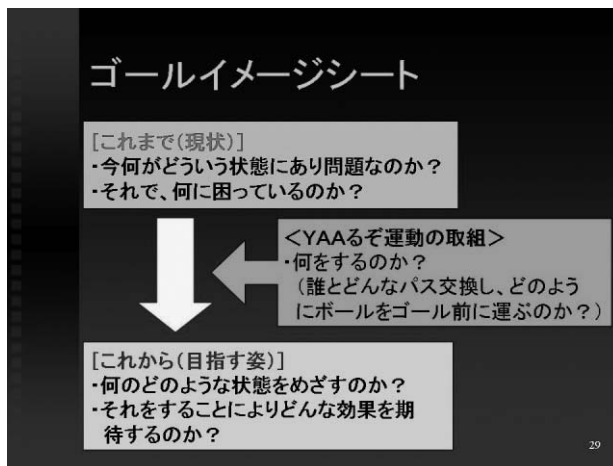 ゴールイメージシート
[これまで(現状)]
・今何がどういう状態にあり問題なのか？
・それで、何に困っているのか？
＜YAAるぞ運動の取組＞
・何をするのか？
(誰とどんなパス交換し、どのよう
にボールをゴール前に運ぶのか？)
[これから(目指す姿)]
・何のどのような状態をめざすのか？
・それをすることによりどんな効果を期
待するのか？
29